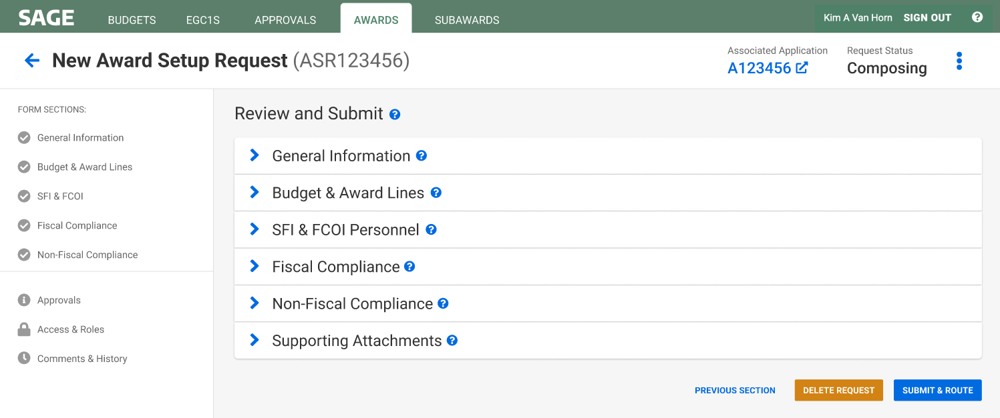 SAGE BUDGETS EGC1S APPROVALS AWARDS SUBAWARDS Kim A Van Horn SIGN OUT
New Award Setup Request (ASR123456)
Associated Application
A123456
Request Status
Composing
FORM SECTIONS:
General Information
Budget & Award Lines
SFI & FCOI
Fiscal Compliance
Non-Fiscal Compliance
Approvals
Access & Roles
Comments & History
Review and Submit
General Information
Budget & Award Lines
SFI & FCOI Personnel
Fiscal Compliance
Non-Fiscal Compliance
Supporting Attachments
PREVIOUS SECTION DELETE REQUEST SUBMIT & ROUTE